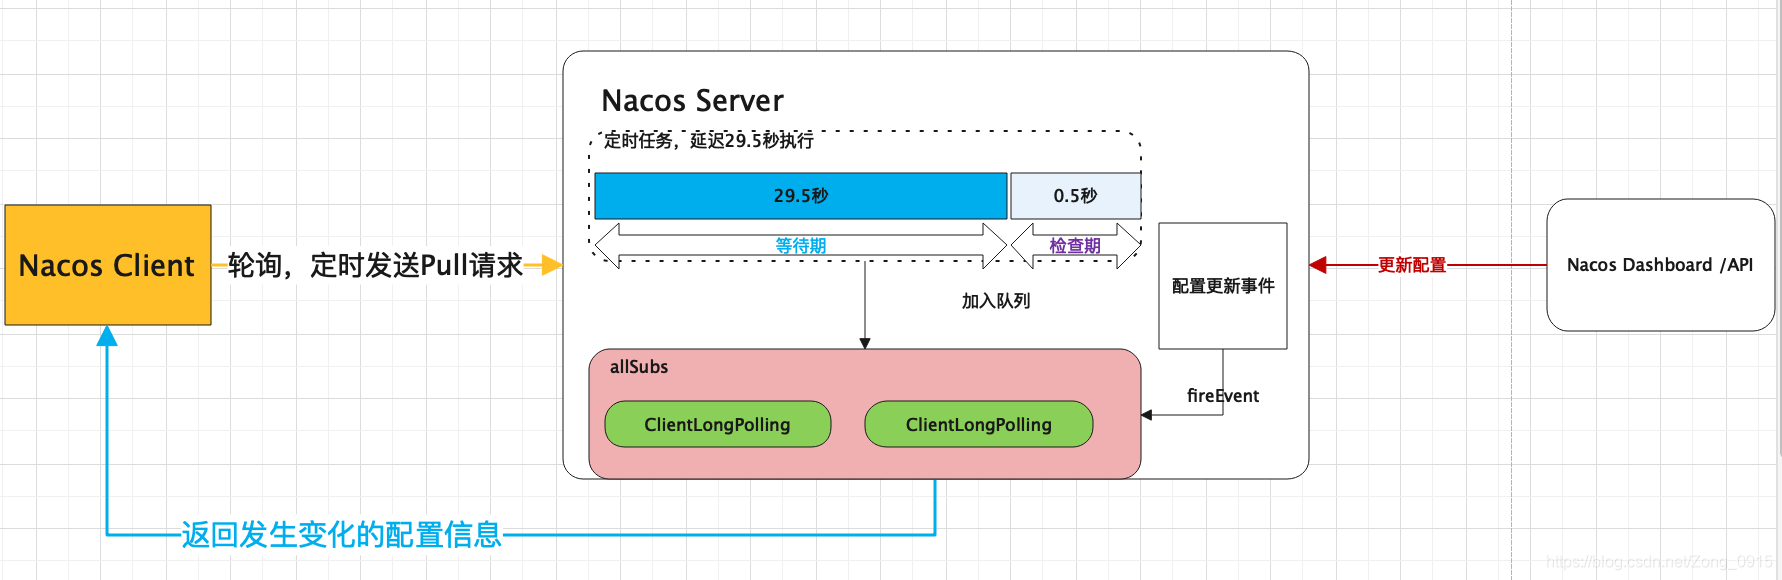 Nacos Server
定时任务，延迟29.5秒执行
29.5秒
0.5秒
等待期
检查期
Nacos Client
轮询，定时发送Pull请求
配置更新事件
更新配置
Nacos Dashboard /API
加入队列
allSubs
fireEvent
ClientLongPolling
ClientLongPolling
返回发生变化的配置信息
https://blog.csdn.net/Zong_0915